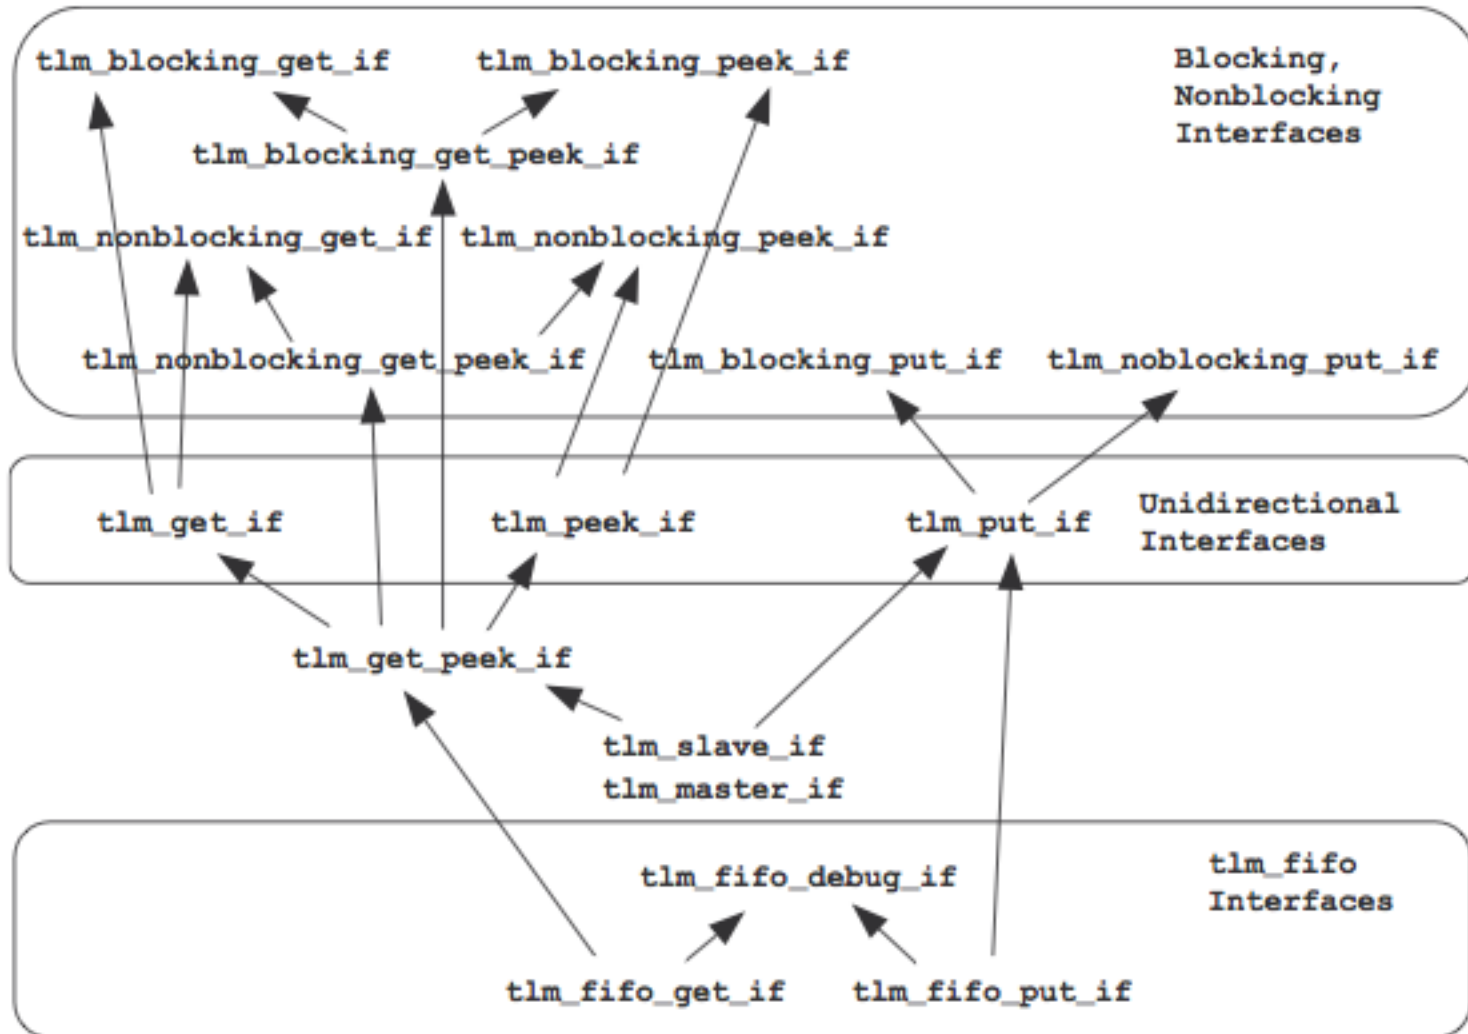 tlm_blocking_get_if
tlm_blocking_peek_if
Blocking,
Nonblocking
Interfaces
tlm_blocking_get_peek_if
tlm_nonblocking_get_if
tlm_nonblocking_peek_if
tlm_nonblocking_get_peek_if
tlm_blocking_put_if
tlm_noblocking_put_if
tlm_get_if
tlm_peek_if
tlm_put_if
Unidirectional
Interfaces
tlm_get_peek_if
tlm_slave_if
tlm_master_if
tlm_fifo_debug_if
tlm_fifo
Interfaces
tlm_fifo_get_if
tlm_fifo_put_if